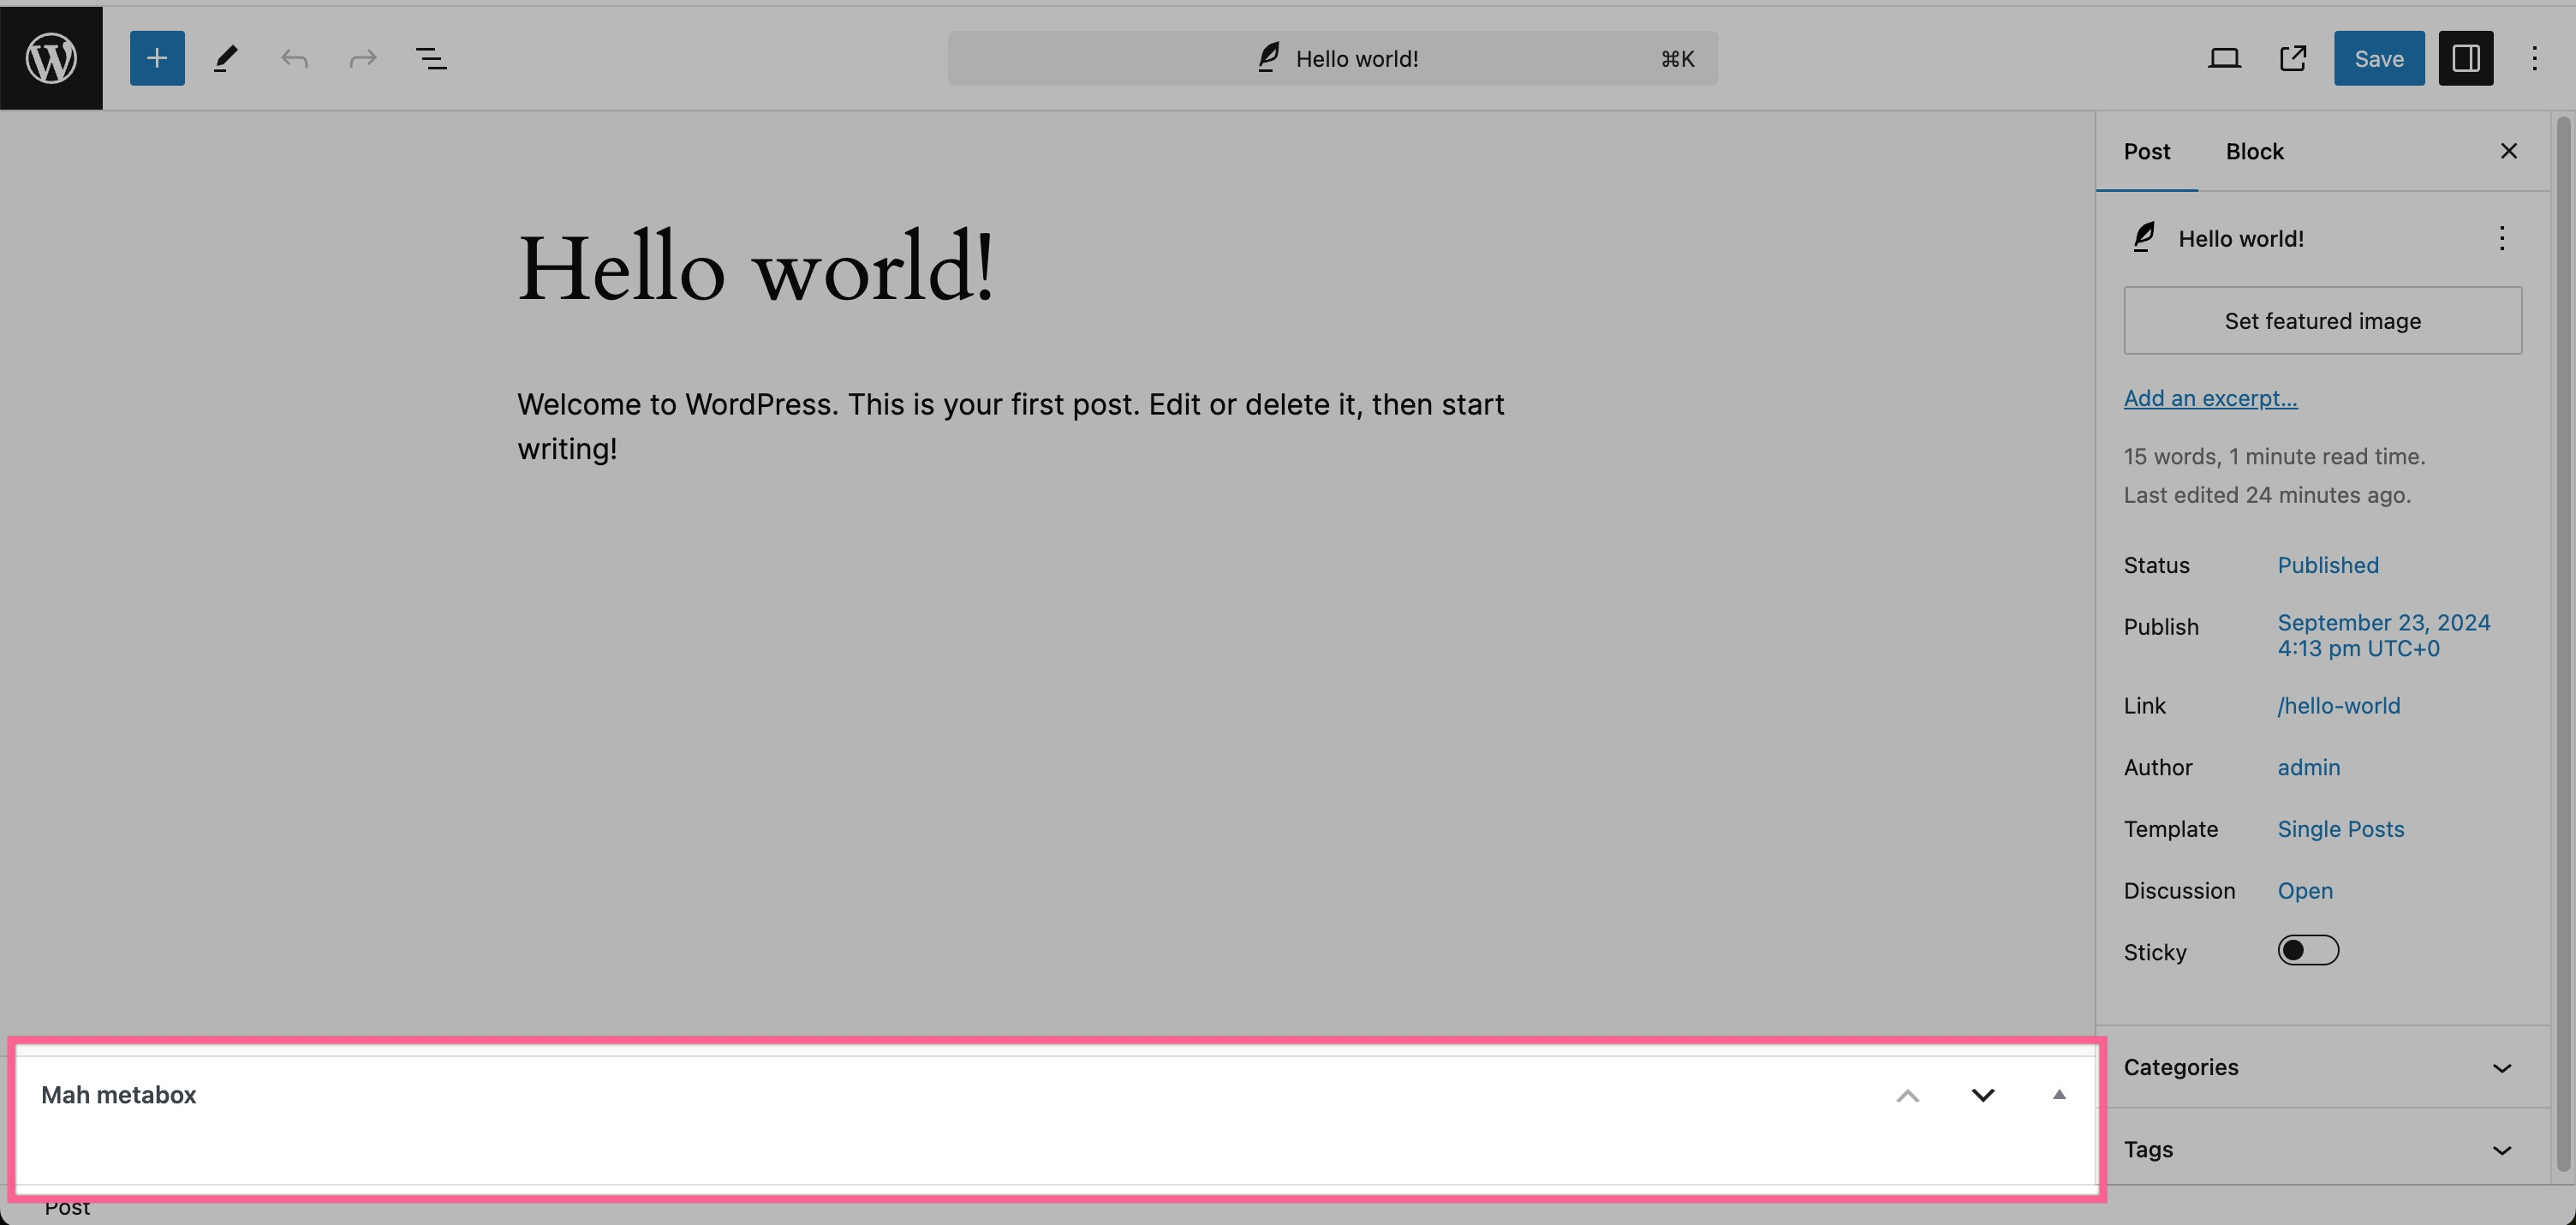 Hello world!
⌘K
Save
Hello world!
Welcome to WordPress. This is your first post. Edit or delete it, then start
writing!
Post
Block
Hello world!
Set featured image
Add an excerpt...
15 words, 1 minute read time.
Last edited 24 minutes ago.
Status Published
Publish September 23, 2024
4:13 pm UTC+0
Link /hello-world
Author admin
Template Single Posts
Discussion Open
Sticky
Categories
Tags
Mah metabox
Post